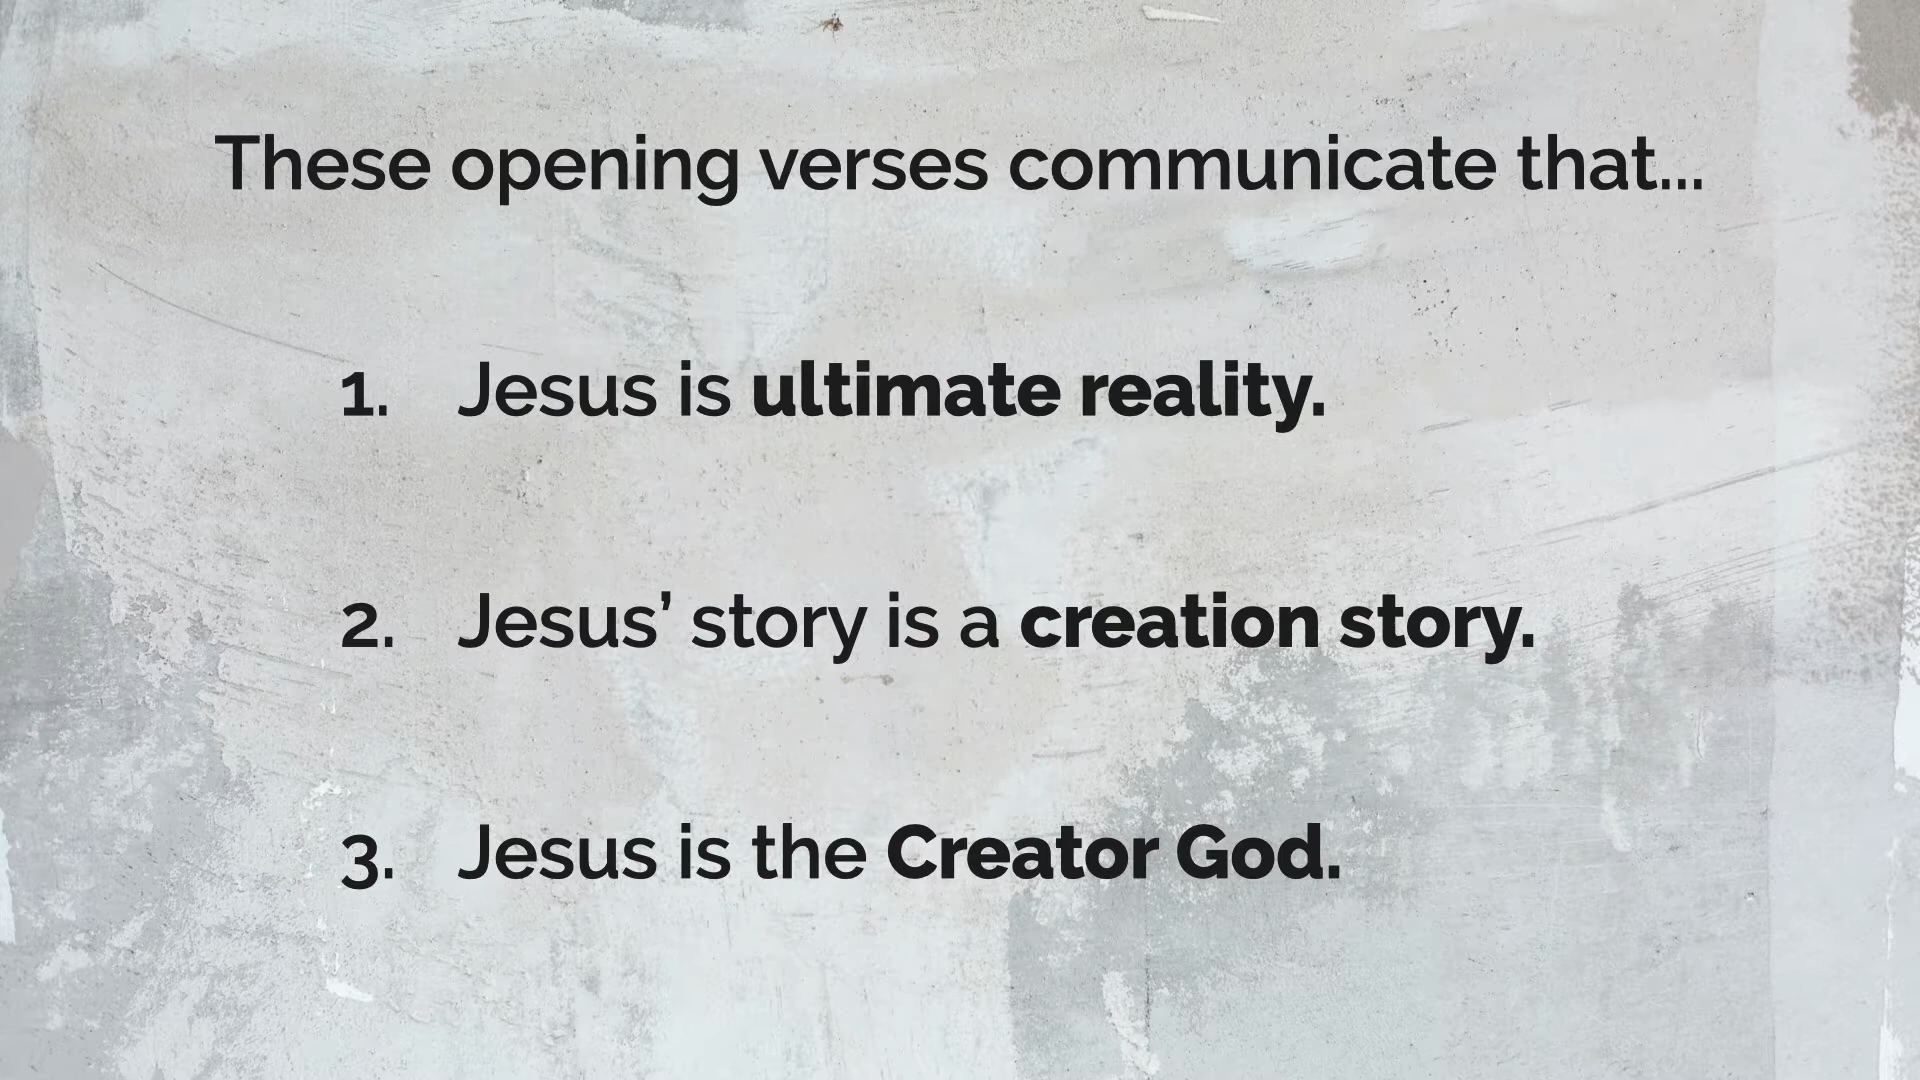 These opening verses communicate that...
1. Jesus is ultimate reality.
2. Jesus’ story is a creation story.
3. Jesus is the Creator God.